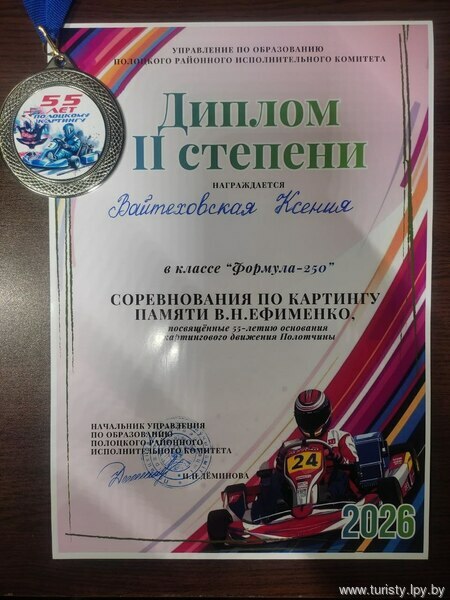 55
ЛЕТ
ПОЛОЦКОМУ
КАРТИНГУ
УПРАВЛЕНИЕ ПО ОБРАЗОВАНИЮ
ПОЛОЦКОГО РАЙОННОГО ИСПОЛНИТЕЛЬНОГО КОМИТЕТА
ДИПЛОМ
II СТЕПЕНИ
НАГРАЖДАЕТСЯ
Вайтеховская Ксения
в классе “Формула-250”
СОРЕВНОВАНИЯ ПО КАРТИНГУ
ПАМЯТИ В.Н.ЕФИМЕНКО,
посвящённые 55-летию основания
картингового движения Полотчины
НАЧАЛЬНИК УПРАВЛЕНИЯ
ПО ОБРАЗОВАНИЮ
ПОЛОЦКОГО РАЙОННОГО
ИСПОЛНИТЕЛЬНОГО КОМИТЕТА
ДЕМИНОВА
24
2026
www.turisty.lpy.by